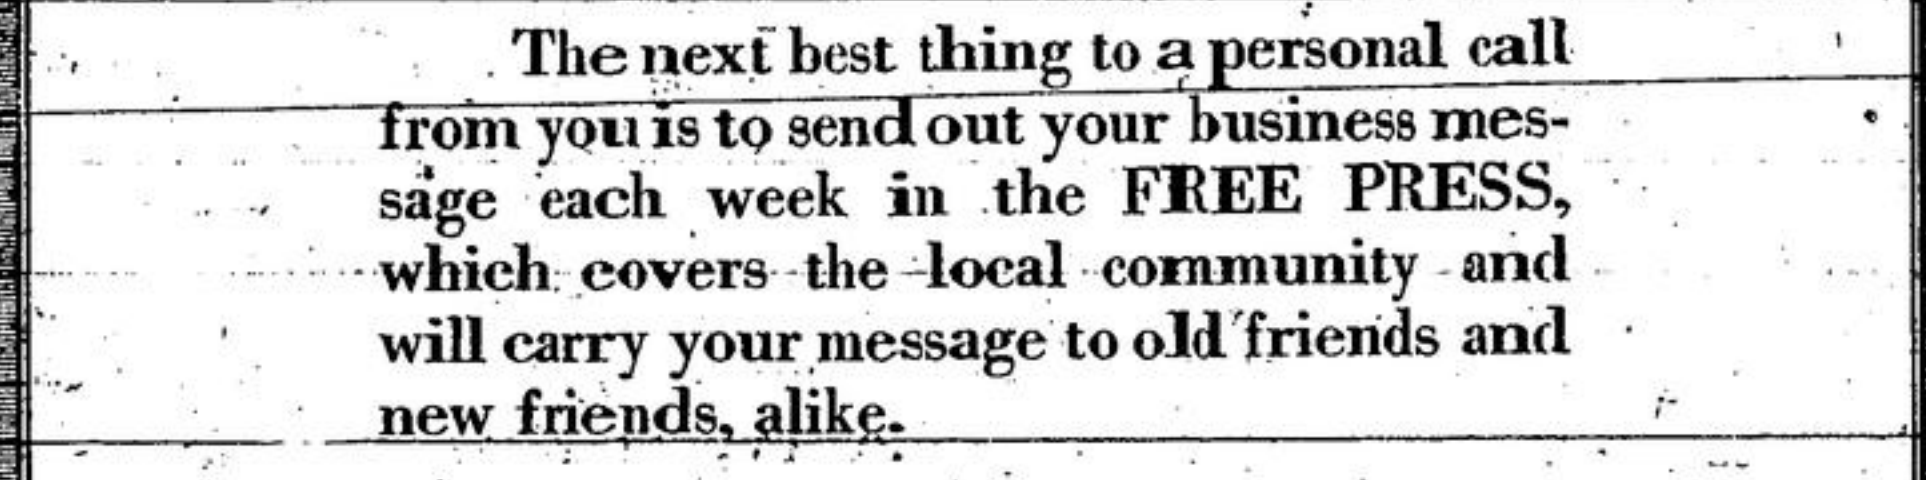 The next best thing to a personal call
from you is to send out your business mes-
sage each week in the FREE PRESS,
which covers the local community and
will carry your message to old friends and
new friends, alike.